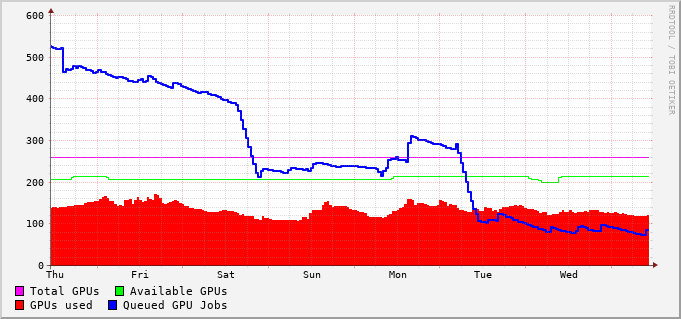 600
500
400
300
200
100
0
Thu Fri Sat Sun Mon Tue Wed
Total GPUs Available GPUs
GPUs used Queued GPU Jobs
RRDTOOL / TOBI OETIKER